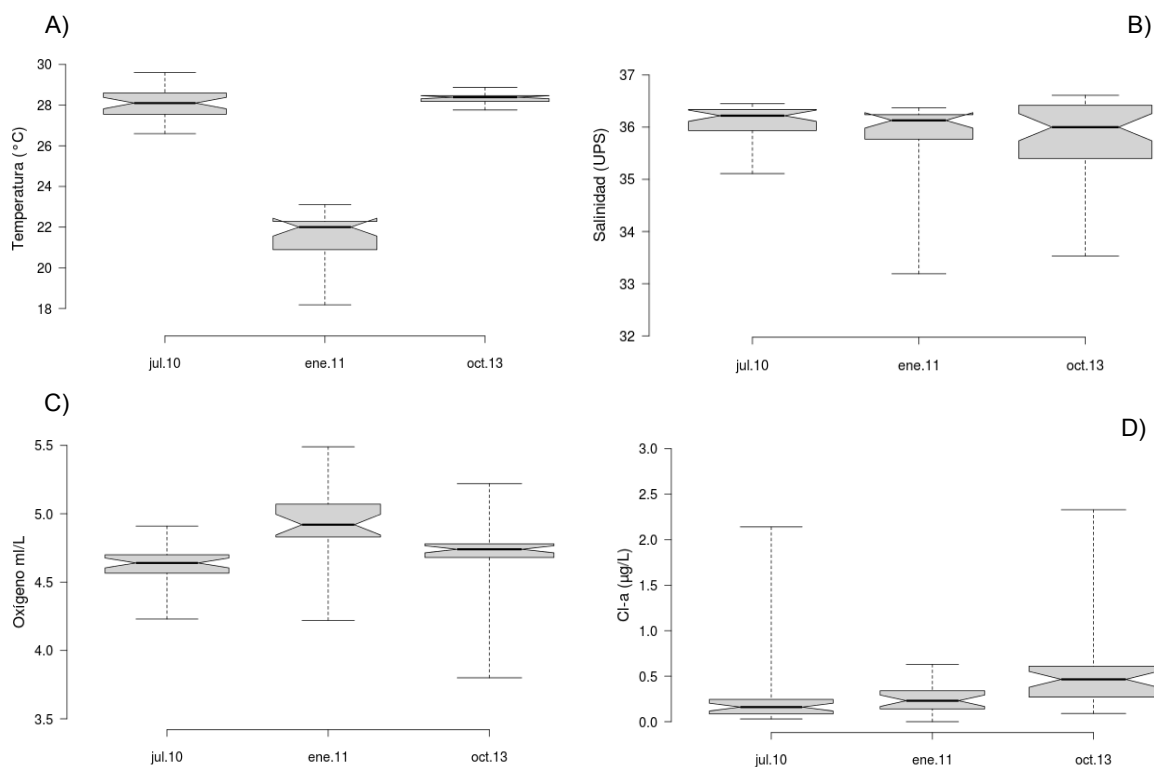 A)
Temperatura (°C)
30
28
26
24
22
20
18
jul.10
ene.11
oct.13
B)
Salinidad (UPS)
37
36
35
34
33
32
jul.10
ene.11
oct.13
C)
Oxígeno ml/L
5.5
5.0
4.5
4.0
3.5
jul.10
ene.11
oct.13
D)
Cl-a (µg/L)
3.0
2.5
2.0
1.5
1.0
0.5
0.0
jul.10
ene.11
oct.13